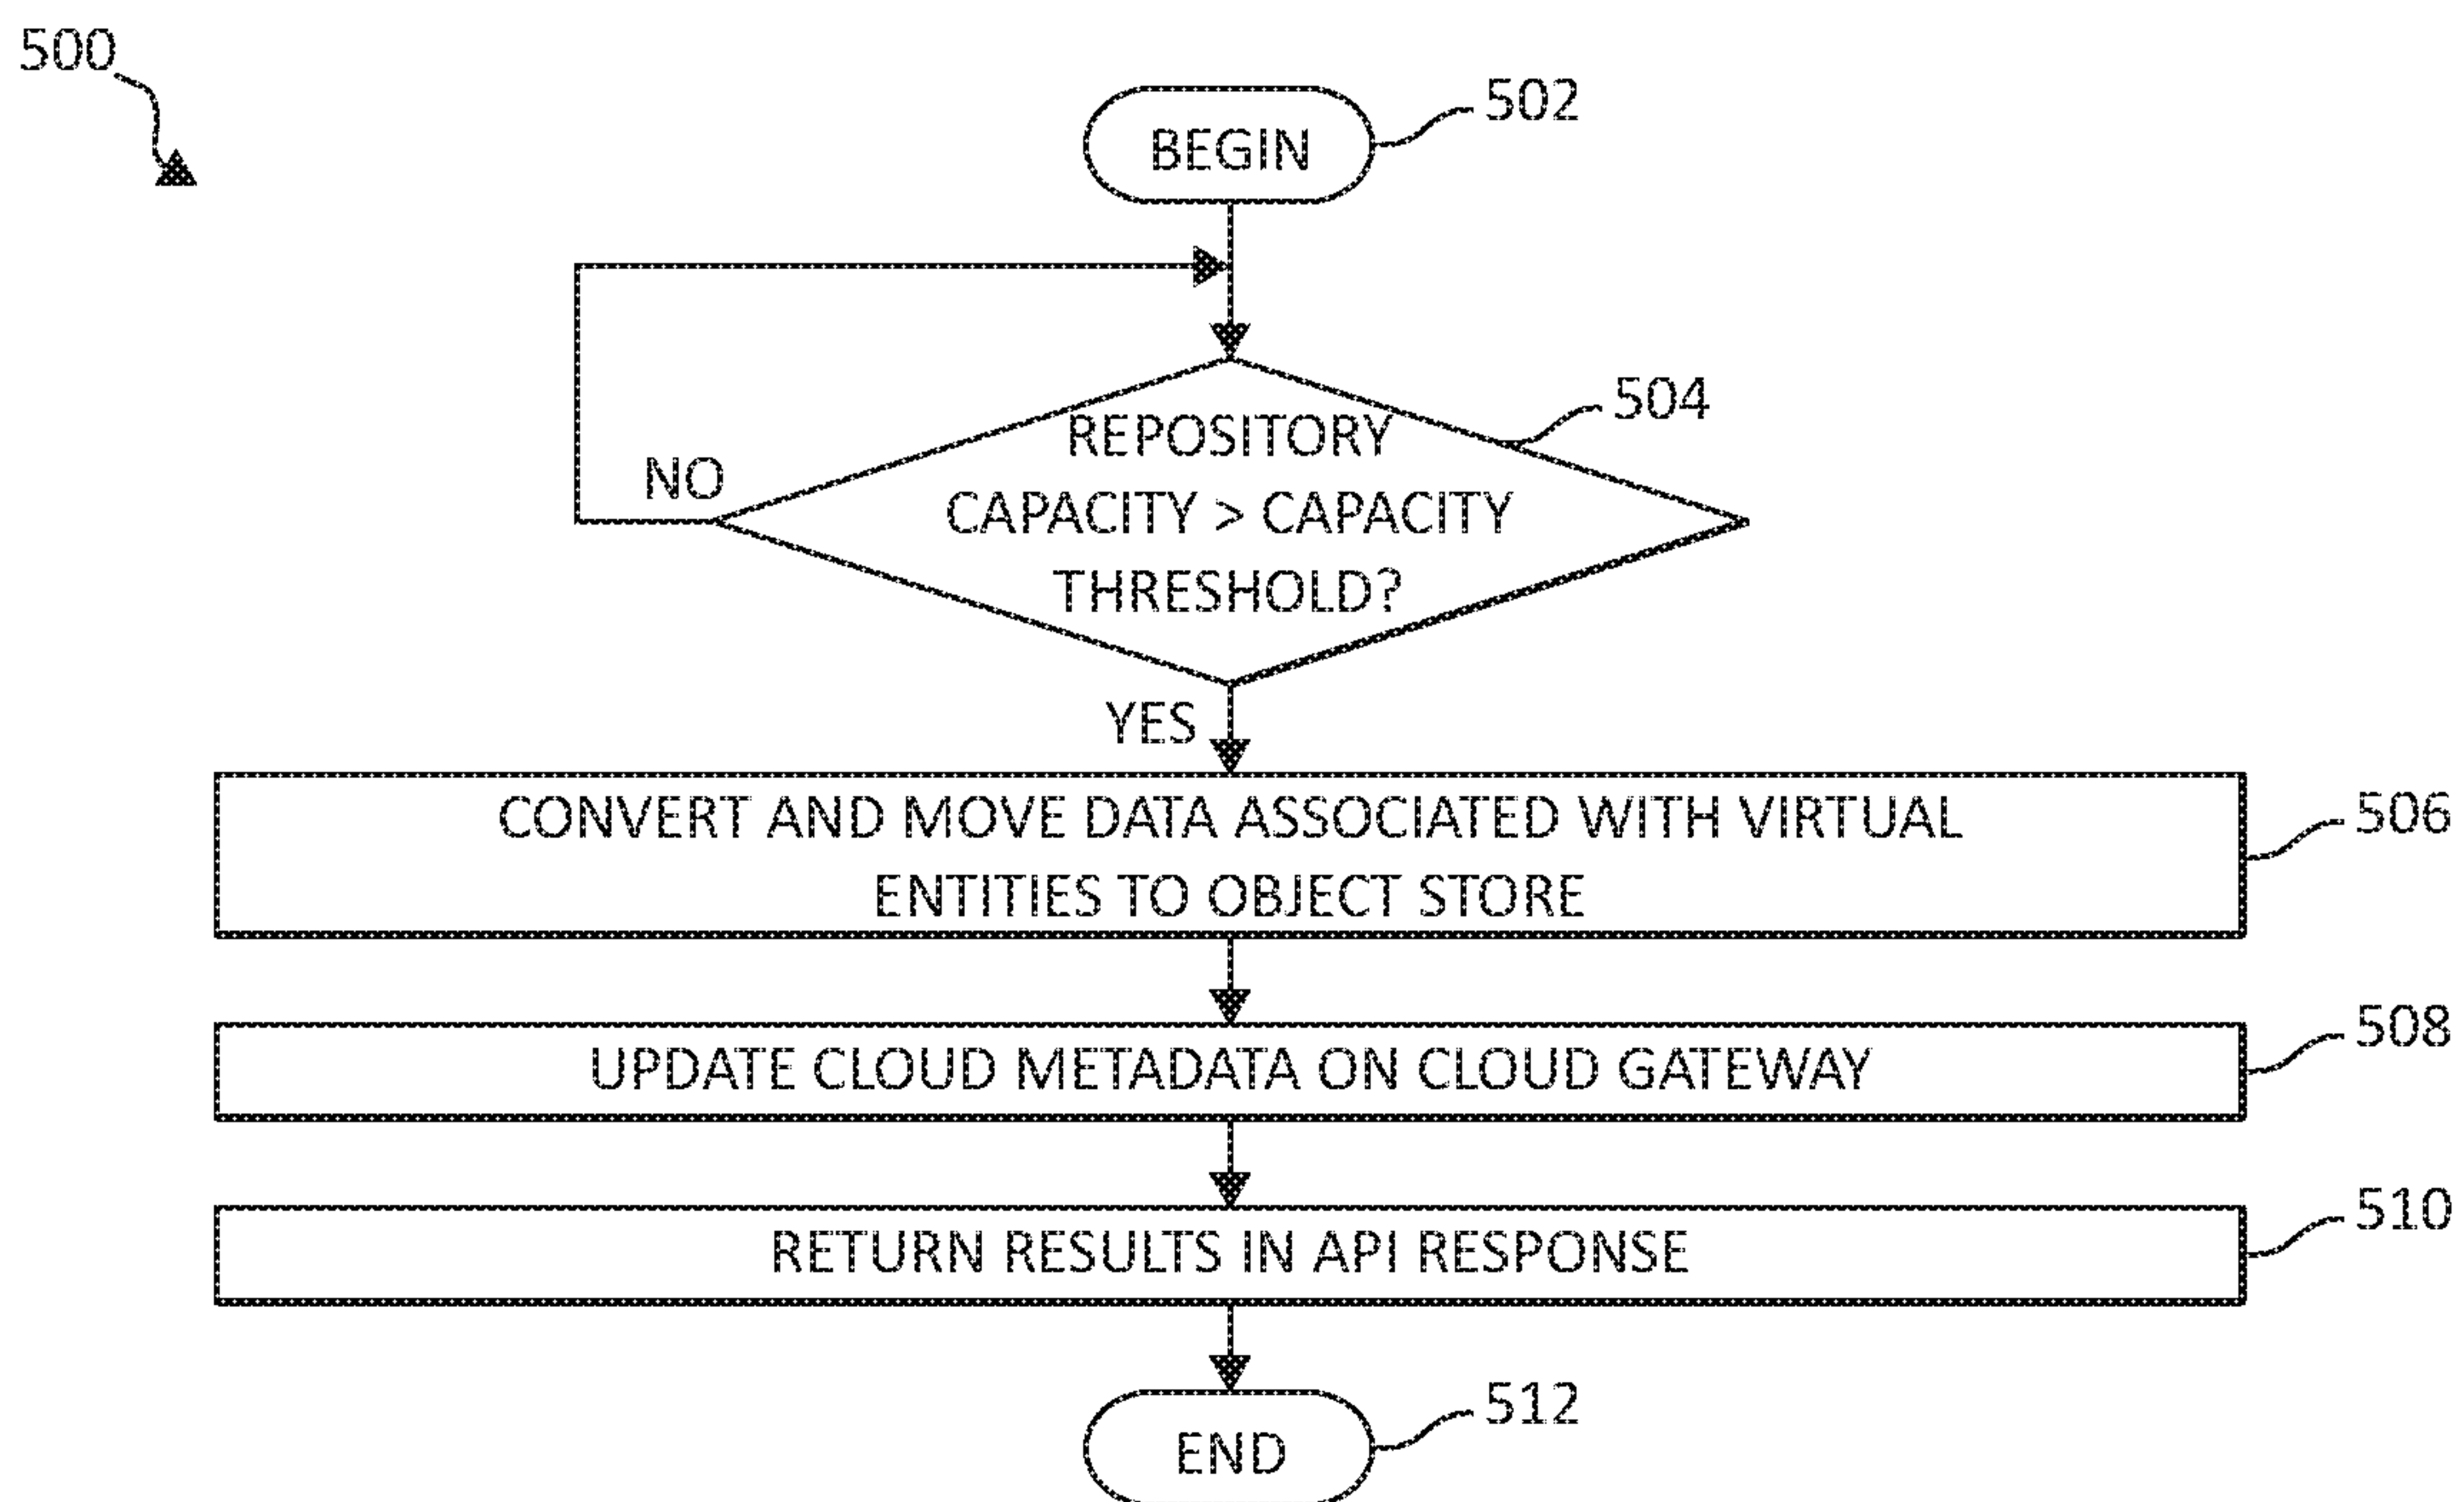 500
BEGIN
502
504
REPOSITORY
CAPACITY > CAPACITY
THRESHOLD?
NO
YES
CONVERT AND MOVE DATA ASSOCIATED WITH VIRTUAL
ENTITIES TO OBJECT STORE
506
UPDATE CLOUD METADATA ON CLOUD GATEWAY
508
RETURN RESULTS IN API RESPONSE
510
END
512